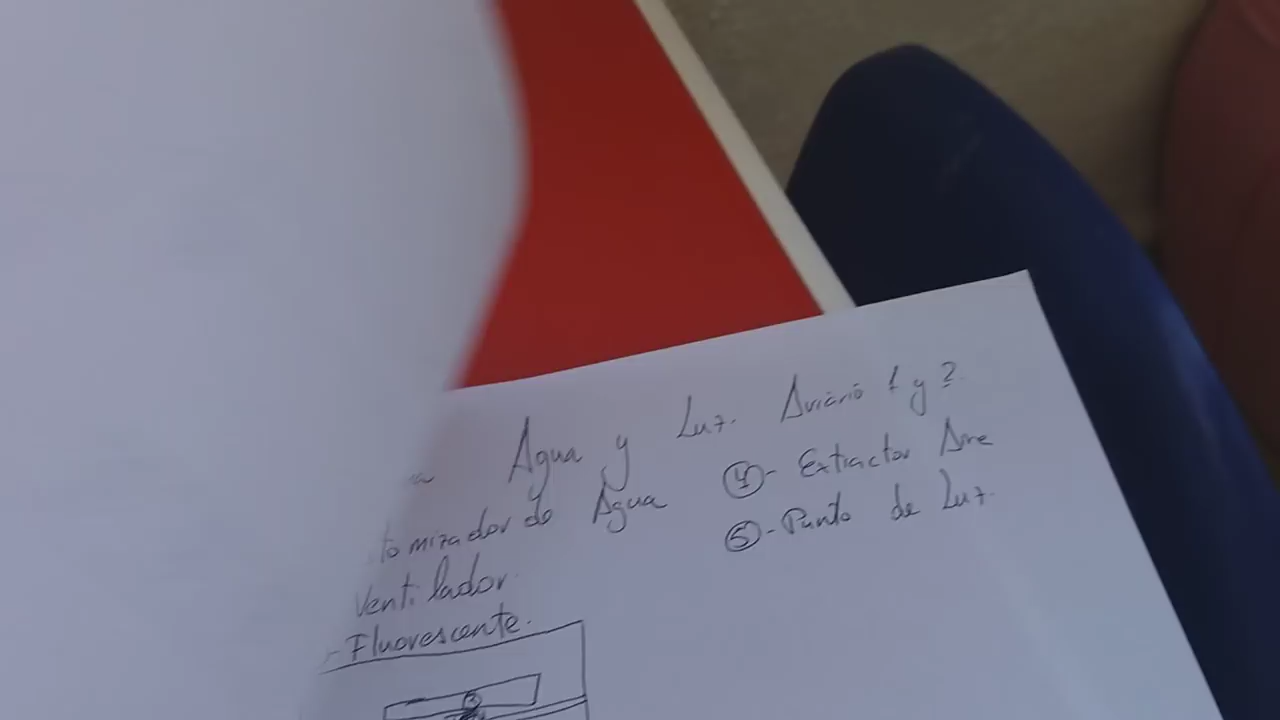 Agua y Luz. Aviario 1 y 2.
tomizador de Agua
Ventilador
- Fluorescente.
④- Extractor Aire
⑤- Punto de Luz.